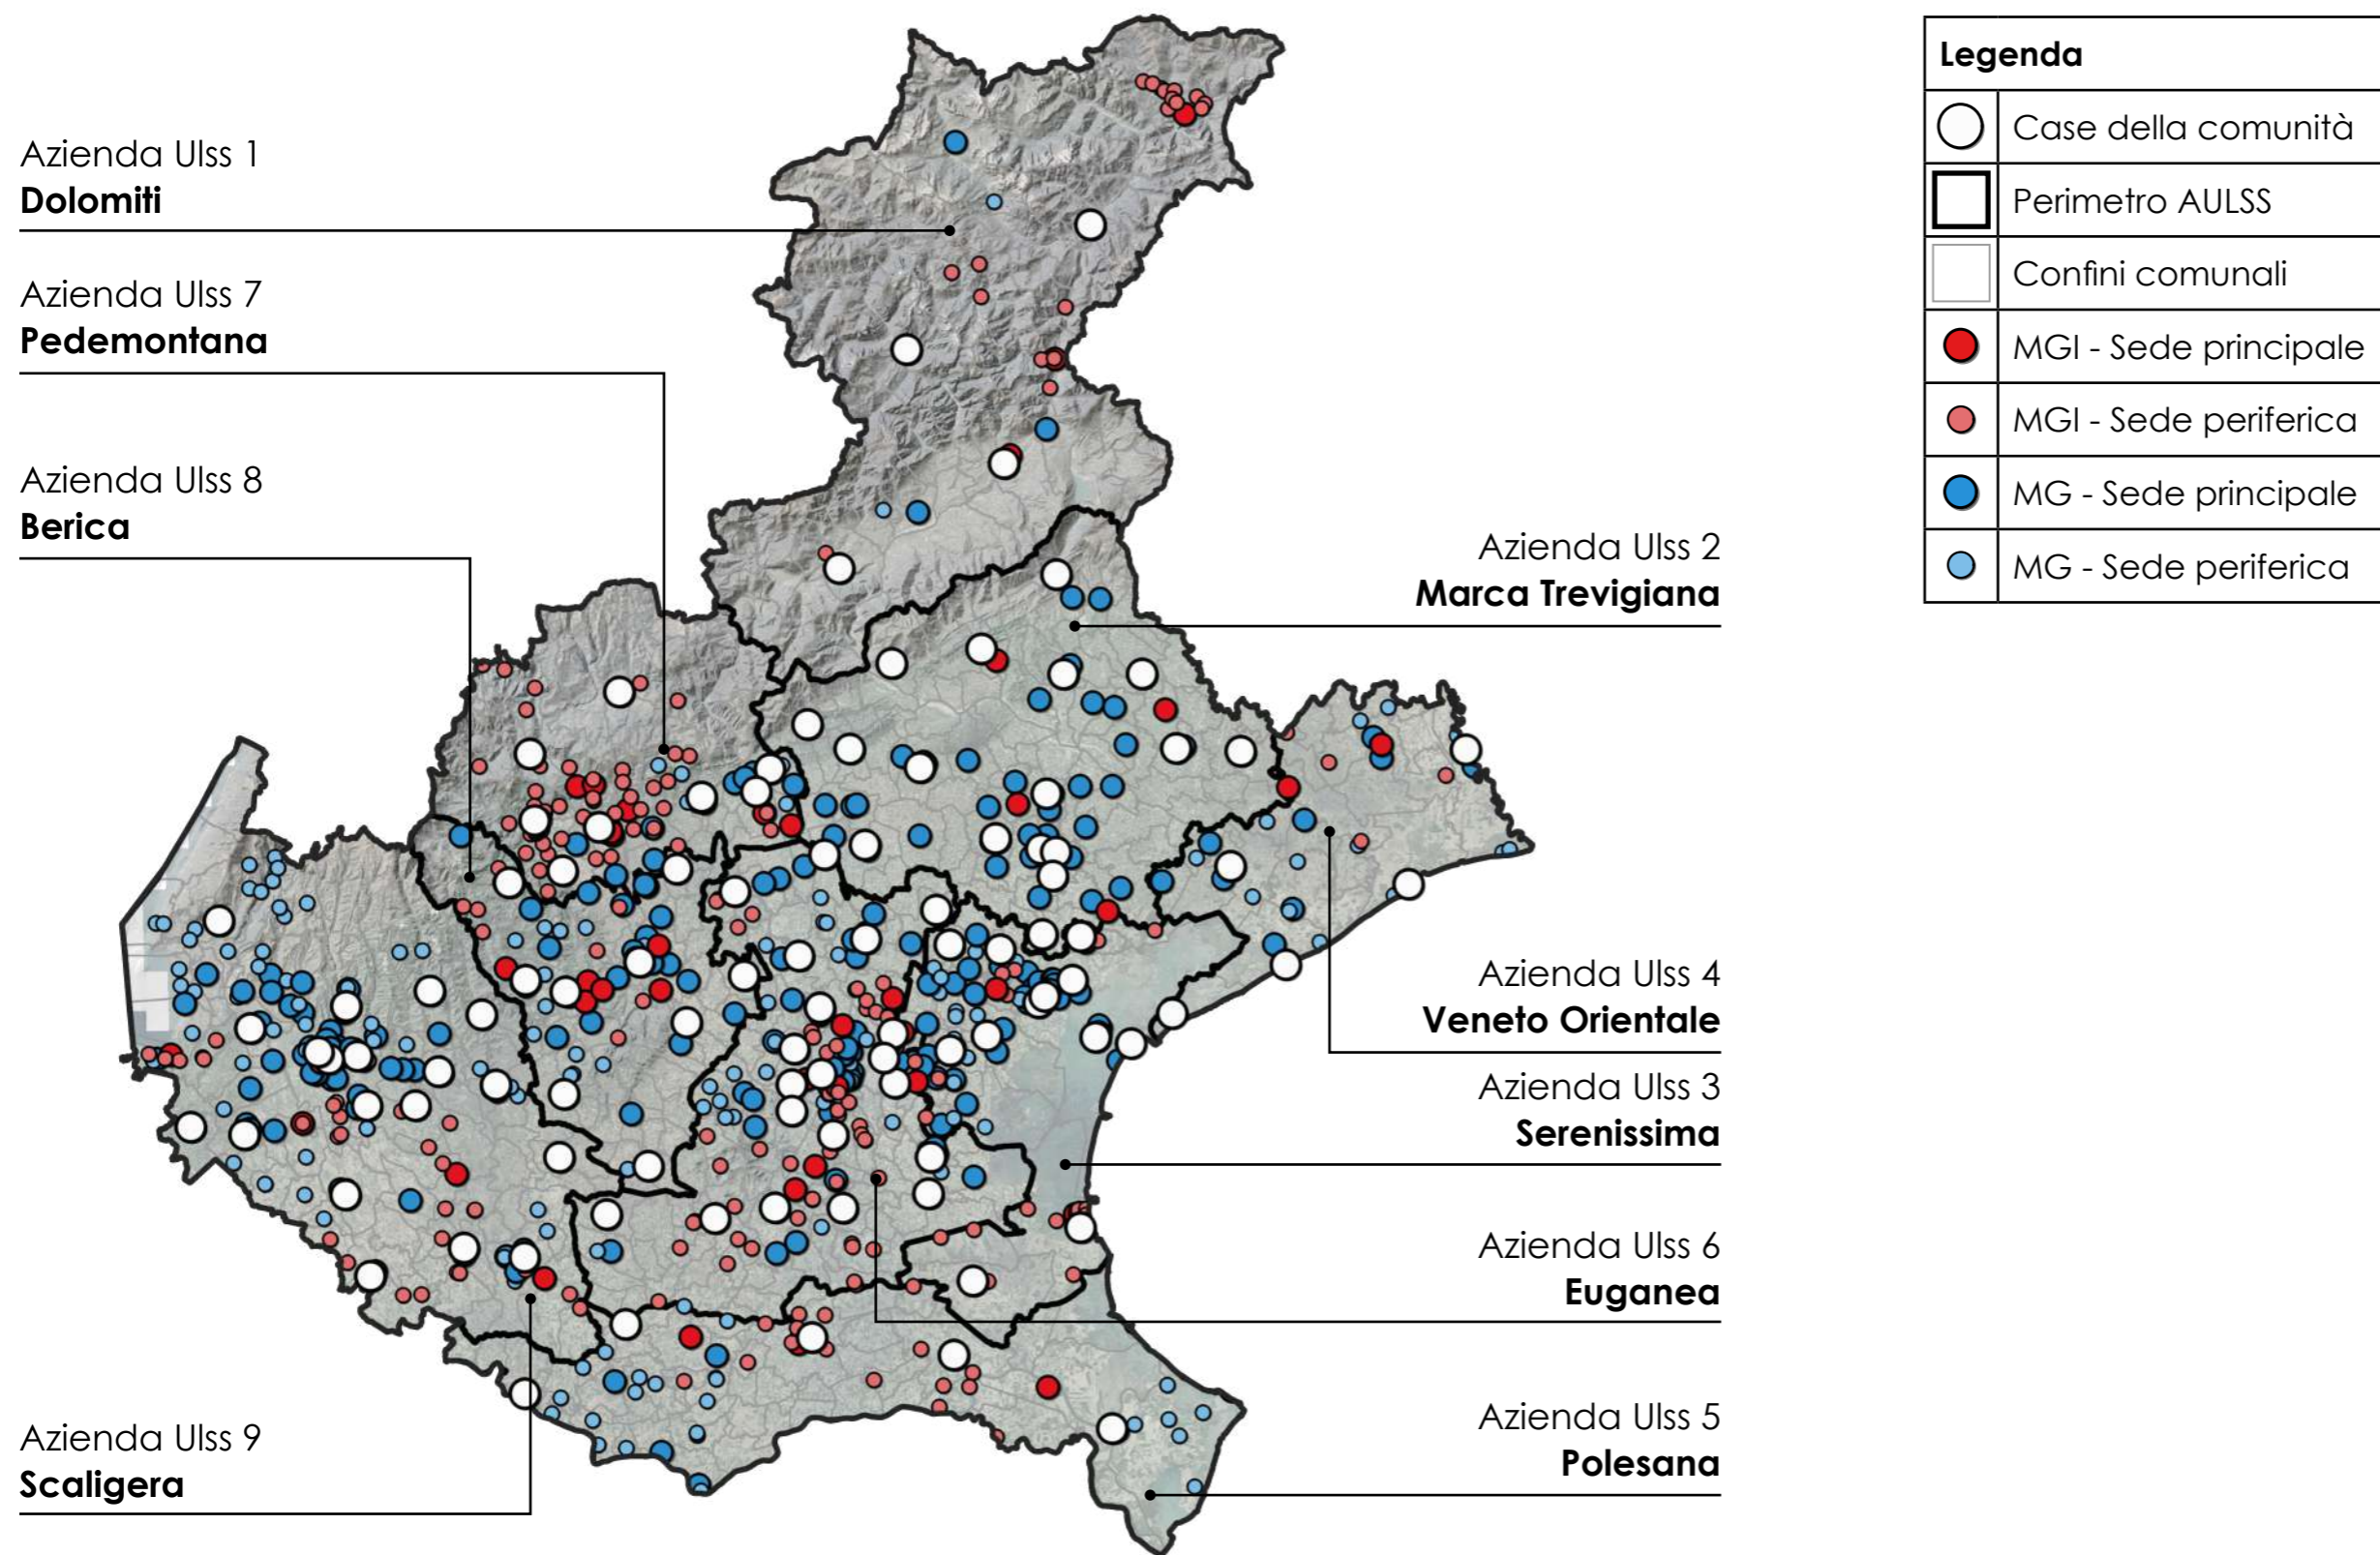 Azienda Ulss 1
Dolomiti
Azienda Ulss 7
Pedemontana
Azienda Ulss 8
Berica
Azienda Ulss 9
Scaligera
Azienda Ulss 2
Marca Trevigiana
Azienda Ulss 4
Veneto Orientale
Azienda Ulss 3
Serenissima
Azienda Ulss 6
Euganea
Azienda Ulss 5
Polesana
Legenda
Case della comunità
Perimetro AULSS
Confini comunali
MGI - Sede principale
MGI - Sede periferica
MG - Sede principale
MG - Sede periferica